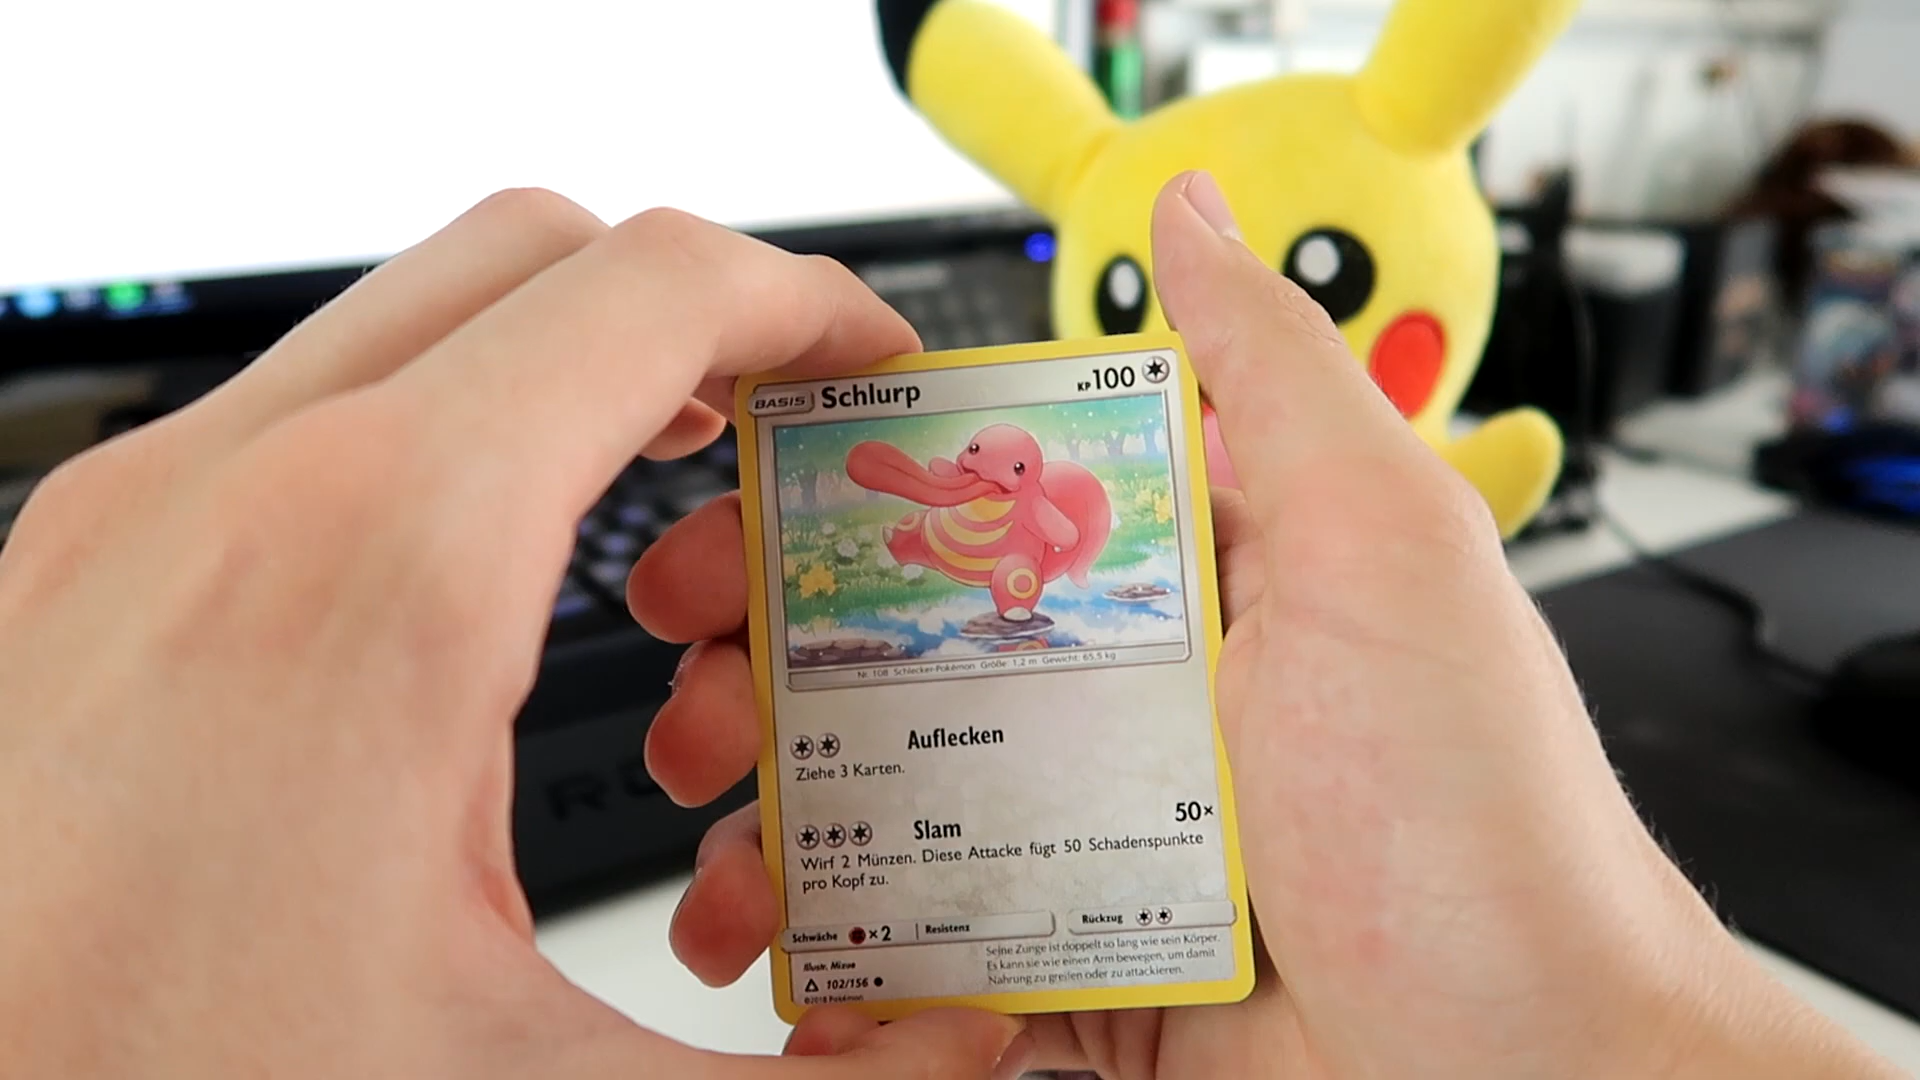 BASIS Schlurp KP 100
Nr. 108 Schlecker-Pokémon Größe: 1,2 m Gewicht: 65,5 kg
Auflecken
Ziehe 3 Karten.
Slam 50×
Wirf 2 Münzen. Diese Attacke fügt 50 Schadenspunkte
pro Kopf zu.
Schwäche ×2 Resistenz Rückzug
Seine Zunge ist doppelt so lang wie sein Körper.
Es kann sie wie einen Arm bewegen, um damit
Nahrung zu greifen oder zu attackieren.
Illustr. Mizue
102/156
©2018 Pokémon